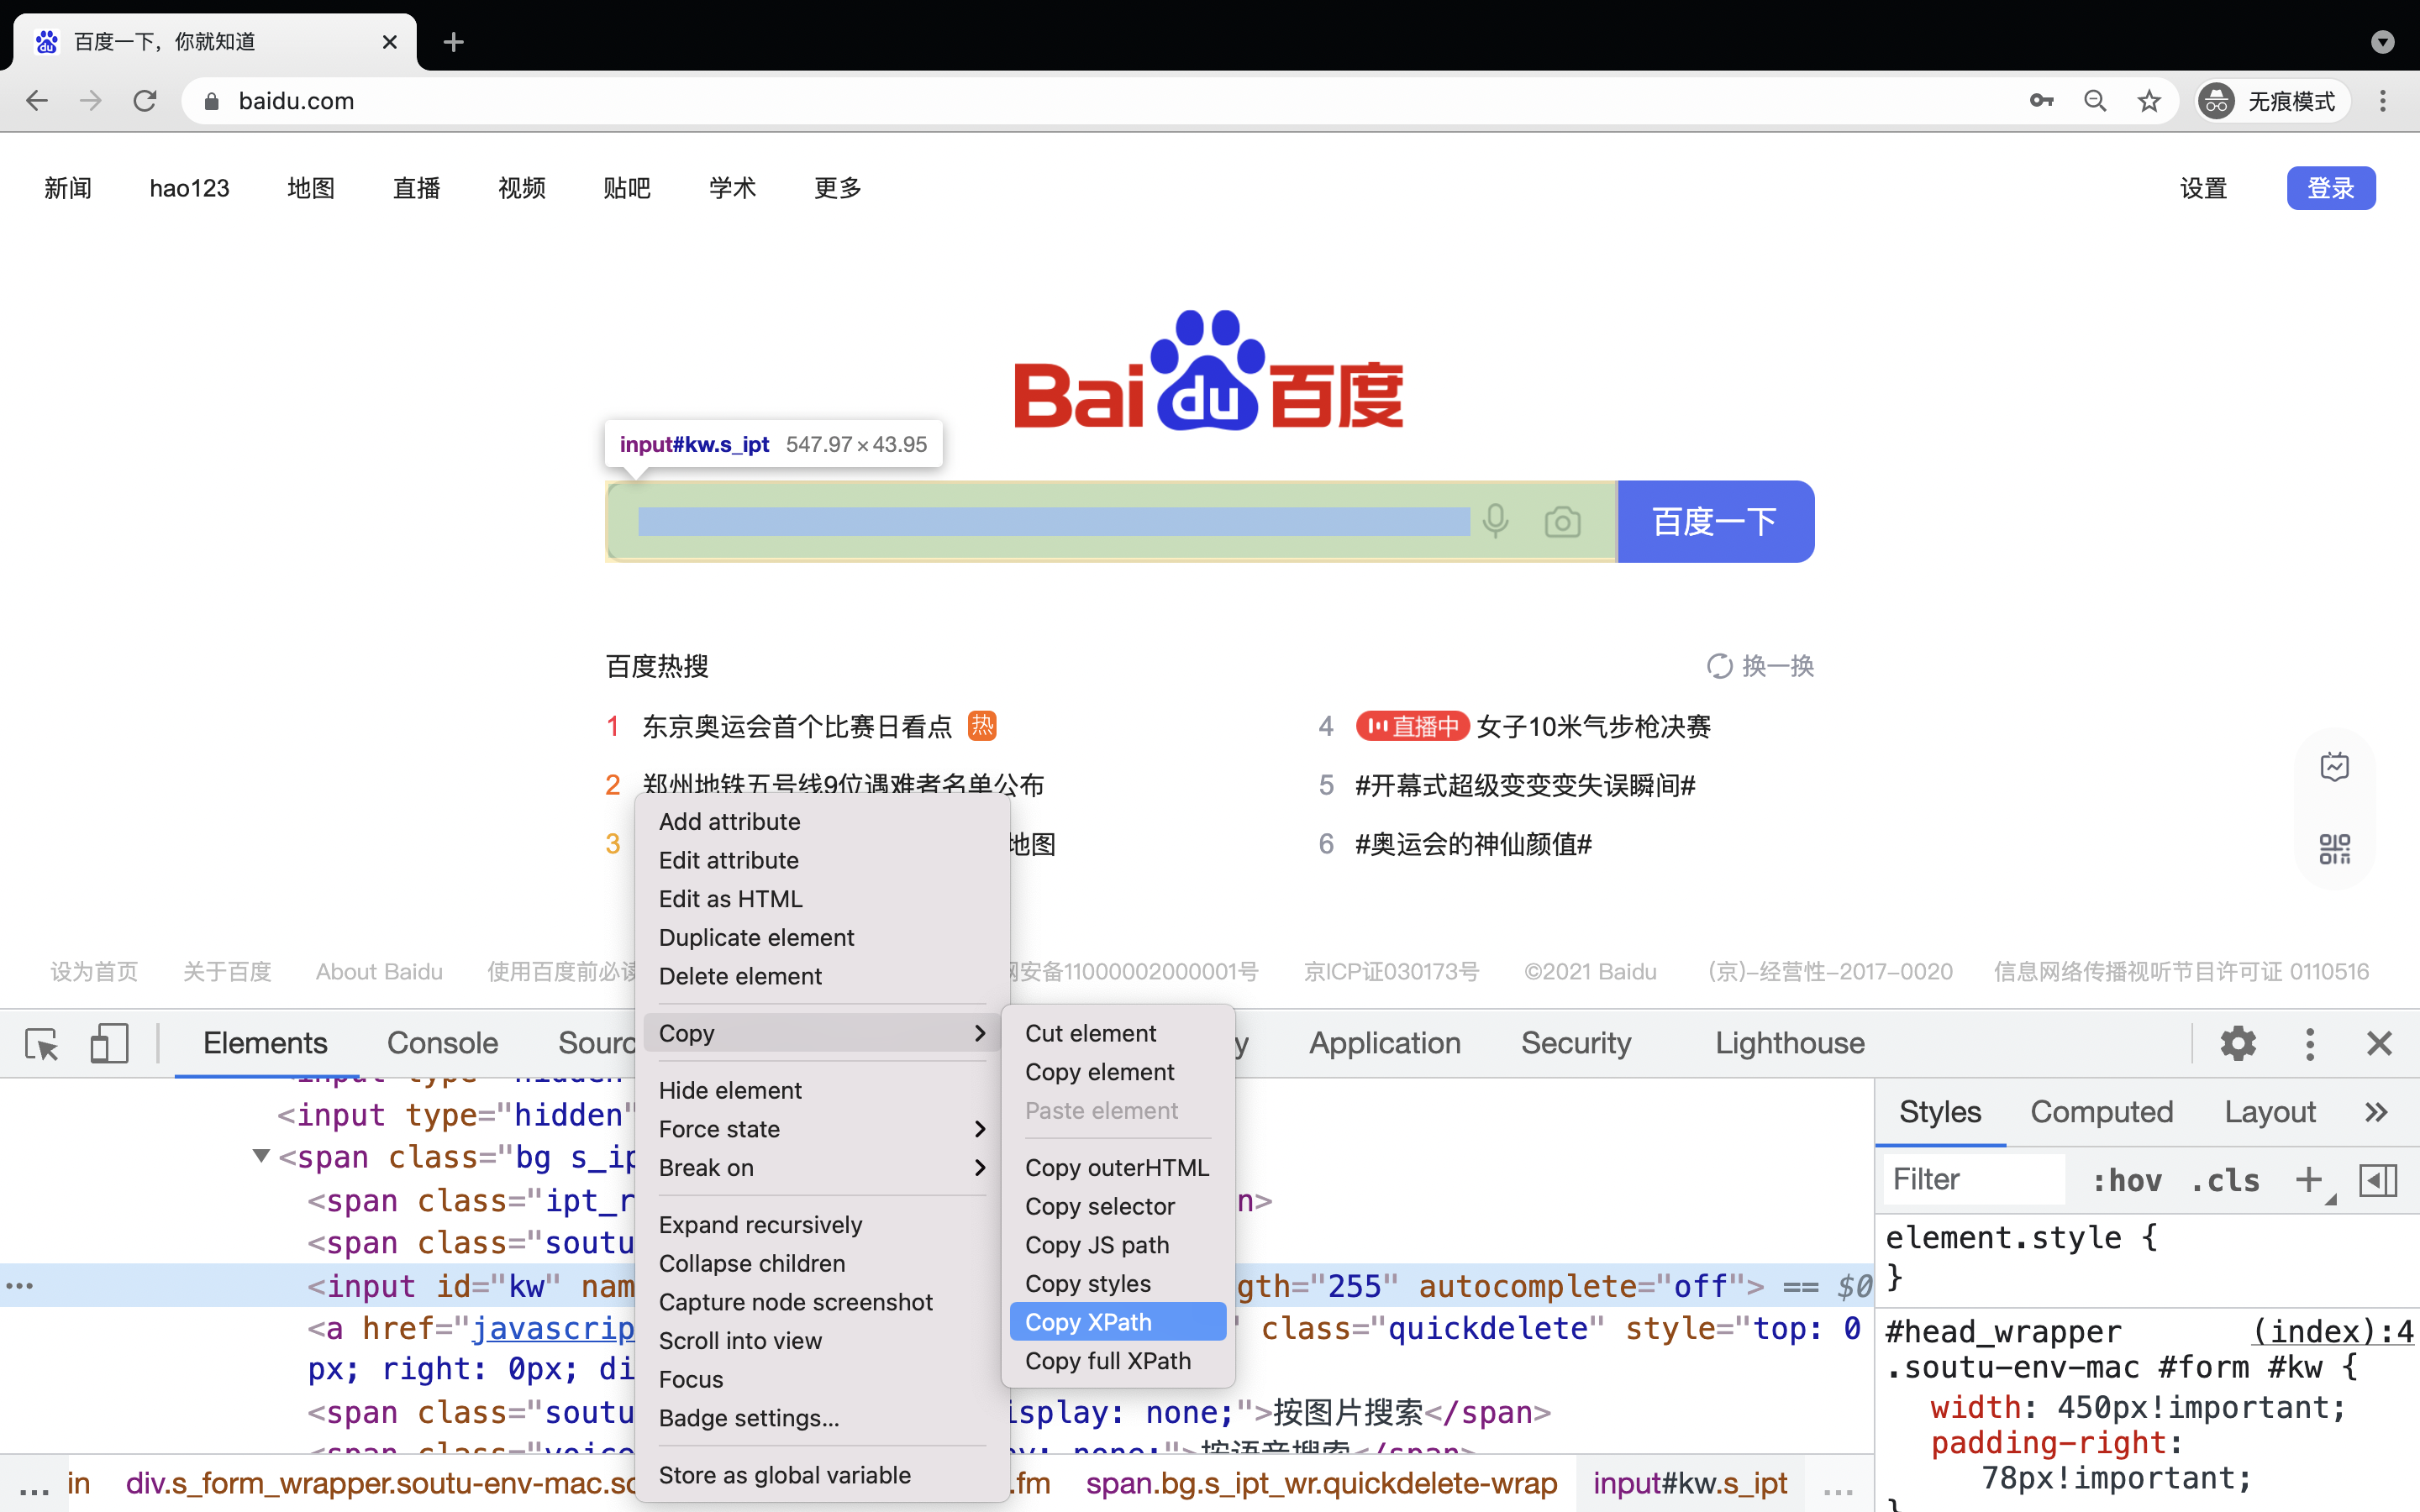 百度一下，你就知道
baidu.com
无痕模式
新闻 hao123 地图 直播 视频 贴吧 学术 更多 设置 登录
Bai du 百度
input#kw.s_ipt 547.97×43.95
百度一下
百度热搜 换一换
1 东京奥运会首个比赛日看点 热
4 直播中 女子10米气步枪决赛
2 郑州地铁五号线9位遇难者名单公布
5 #开幕式超级变变变失误瞬间#
3 地图
6 #奥运会的神仙颜值#
设为首页 关于百度 About Baidu 使用百度前必读 网安备11000002000001号 京ICP证030173号 ©2021 Baidu (京)-经营性-2017-0020 信息网络传播视听节目许可证 0110516
Add attribute
Edit attribute
Edit as HTML
Duplicate element
Delete element
Copy
Hide element
Force state
Break on
Expand recursively
Collapse children
Capture node screenshot
Scroll into view
Focus
Badge settings...
Store as global variable
Cut element
Copy element
Paste element
Copy outerHTML
Copy selector
Copy JS path
Copy styles
Copy XPath
Copy full XPath
Elements Console Sourc y Application Security Lighthouse
<input type="hidden"
<input type="hidden"
<span class="bg s_ip
<span class="ipt_r n>
<span class="soutu
<input id="kw" nam gth="255" autocomplete="off"> == $0
<a href="javascrip " class="quickdelete" style="top: 0
px; right: 0px; di
<span class="soutu isplay: none;">按图片搜索</span>
<span class="voice ay: none;">按语音搜索</span>
... in div.s_form_wrapper.soutu-env-mac.so .fm span.bg.s_ipt_wr.quickdelete-wrap input#kw.s_ipt ...
Styles Computed Layout
Filter :hov .cls
element.style {
}
#head_wrapper (index):4
.soutu-env-mac #form #kw {
width: 450px!important;
padding-right:
78px!important;
}